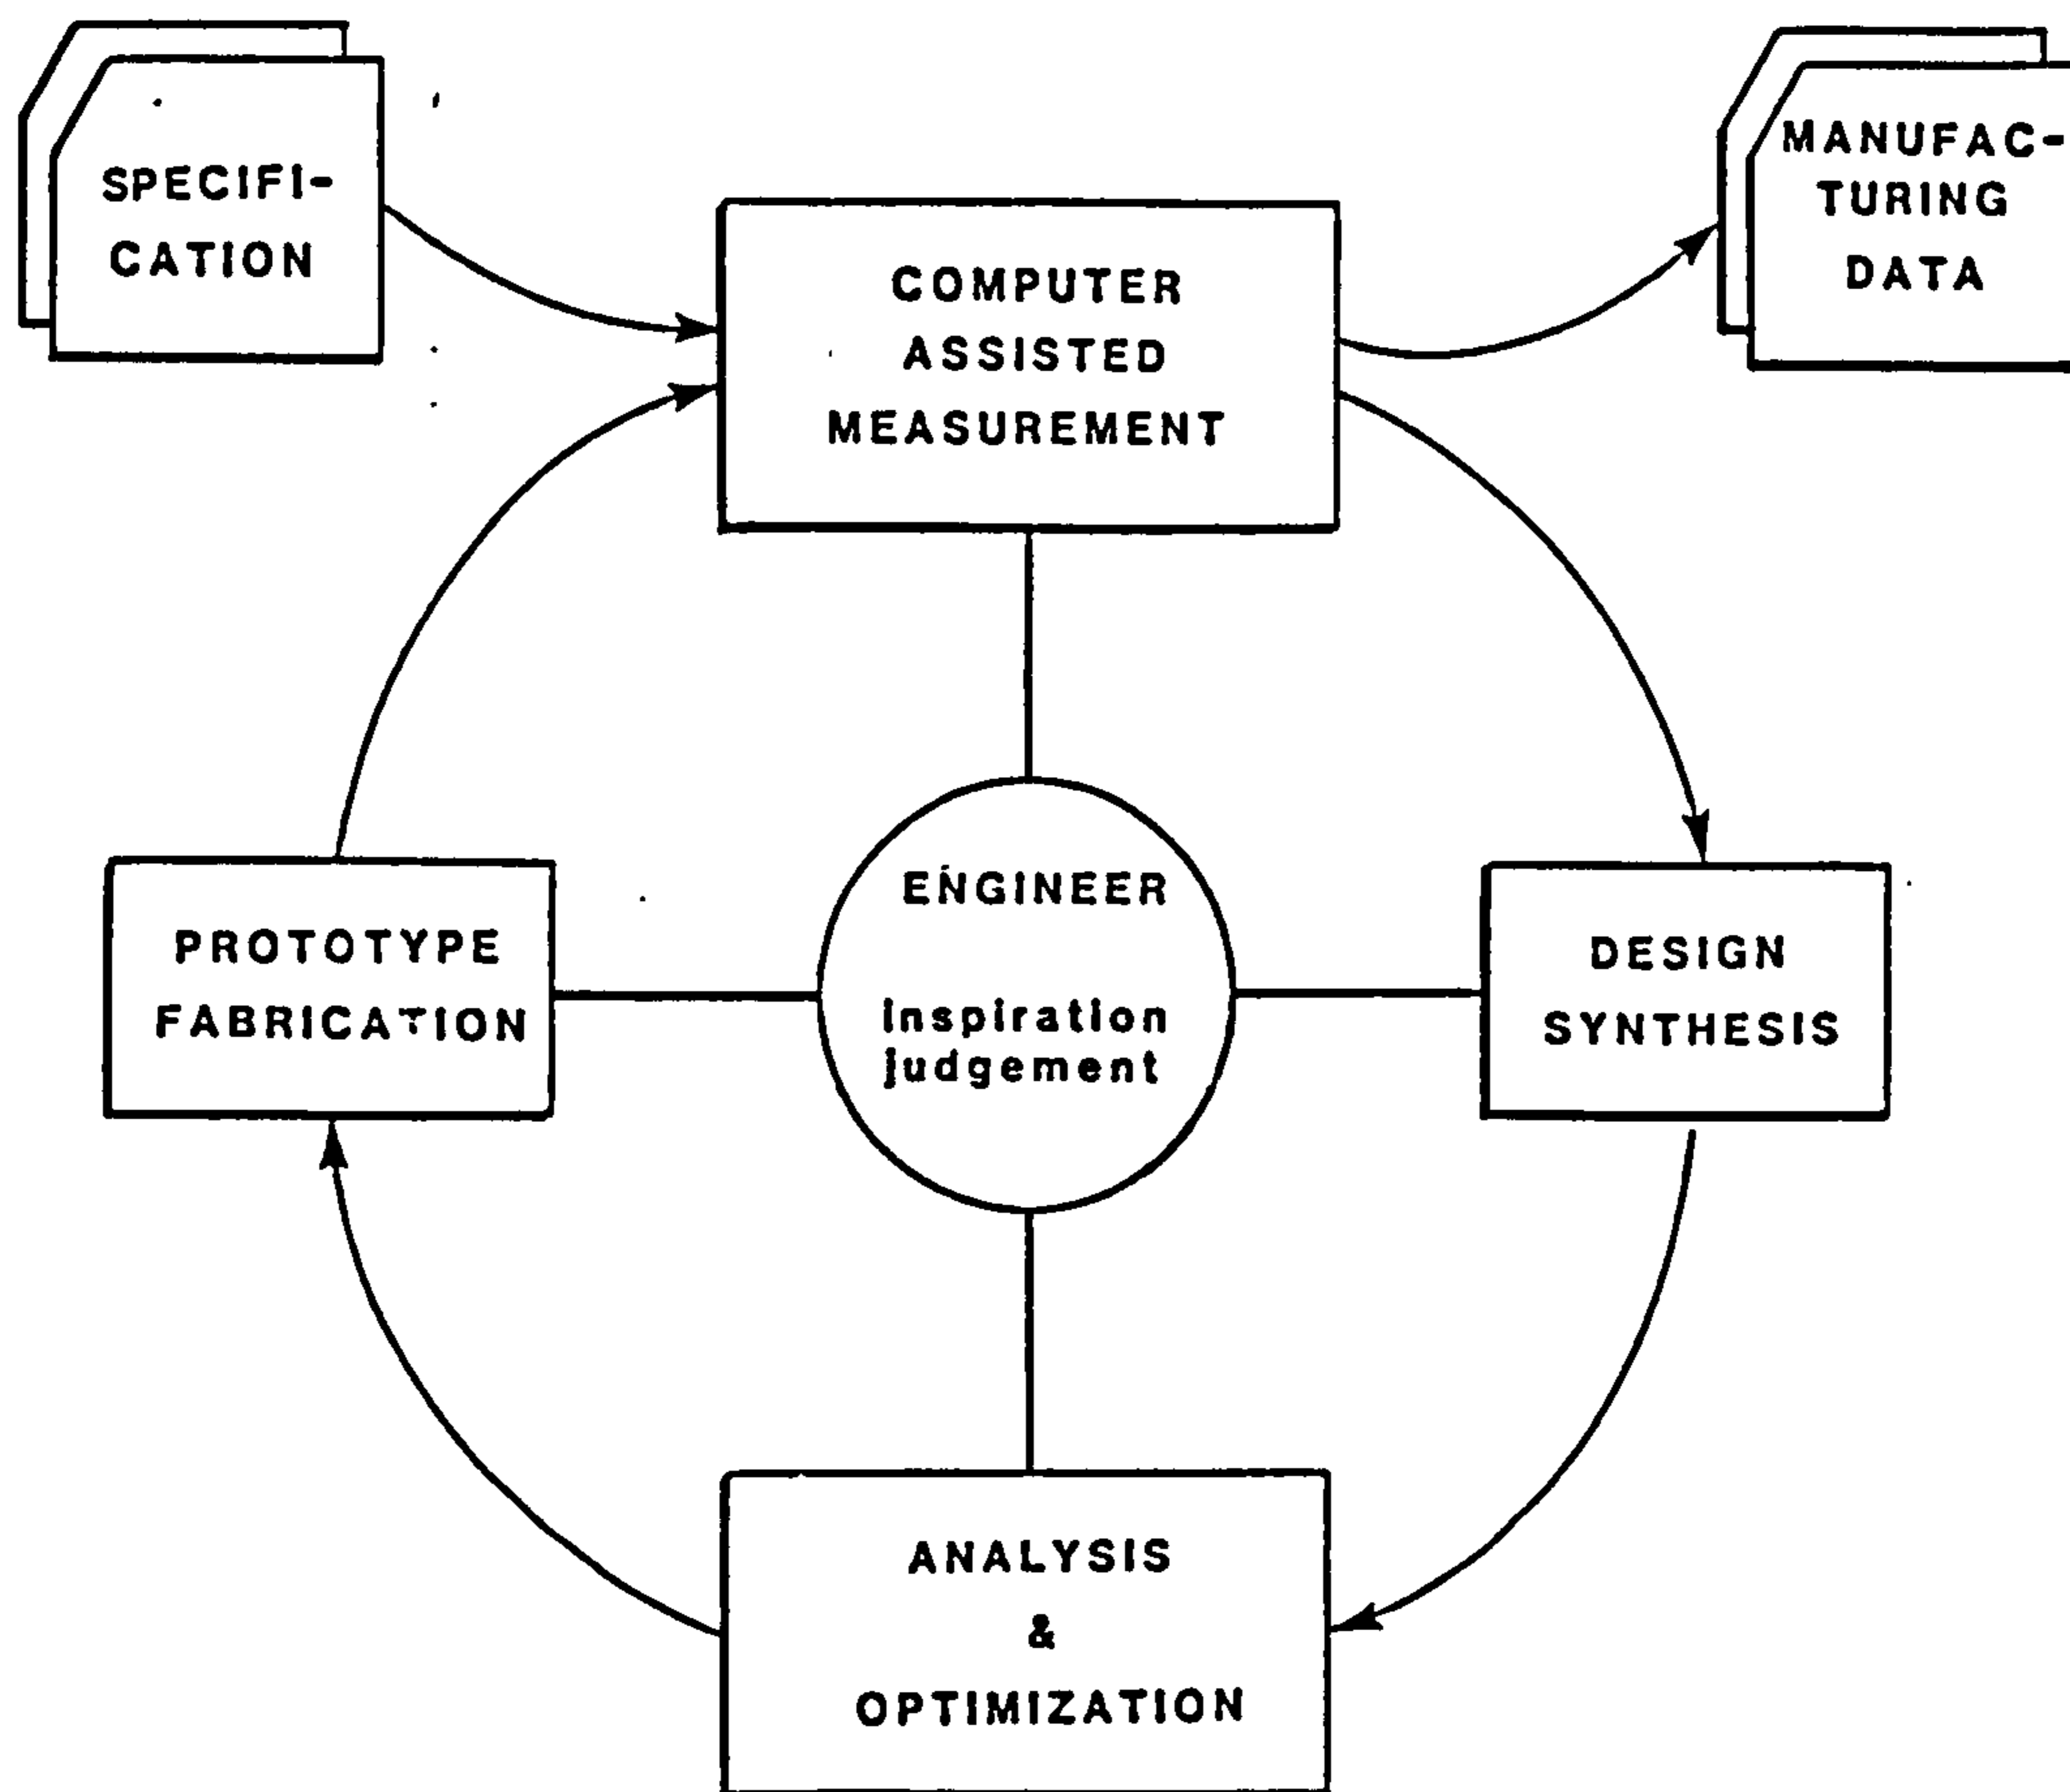 SPECIFI-
CATION
MANUFAC-
TURING
DATA
COMPUTER
ASSISTED
MEASUREMENT
ENGINEER
inspiration
judgement
PROTOTYPE
FABRICATION
DESIGN
SYNTHESIS
ANALYSIS
&
OPTIMIZATION